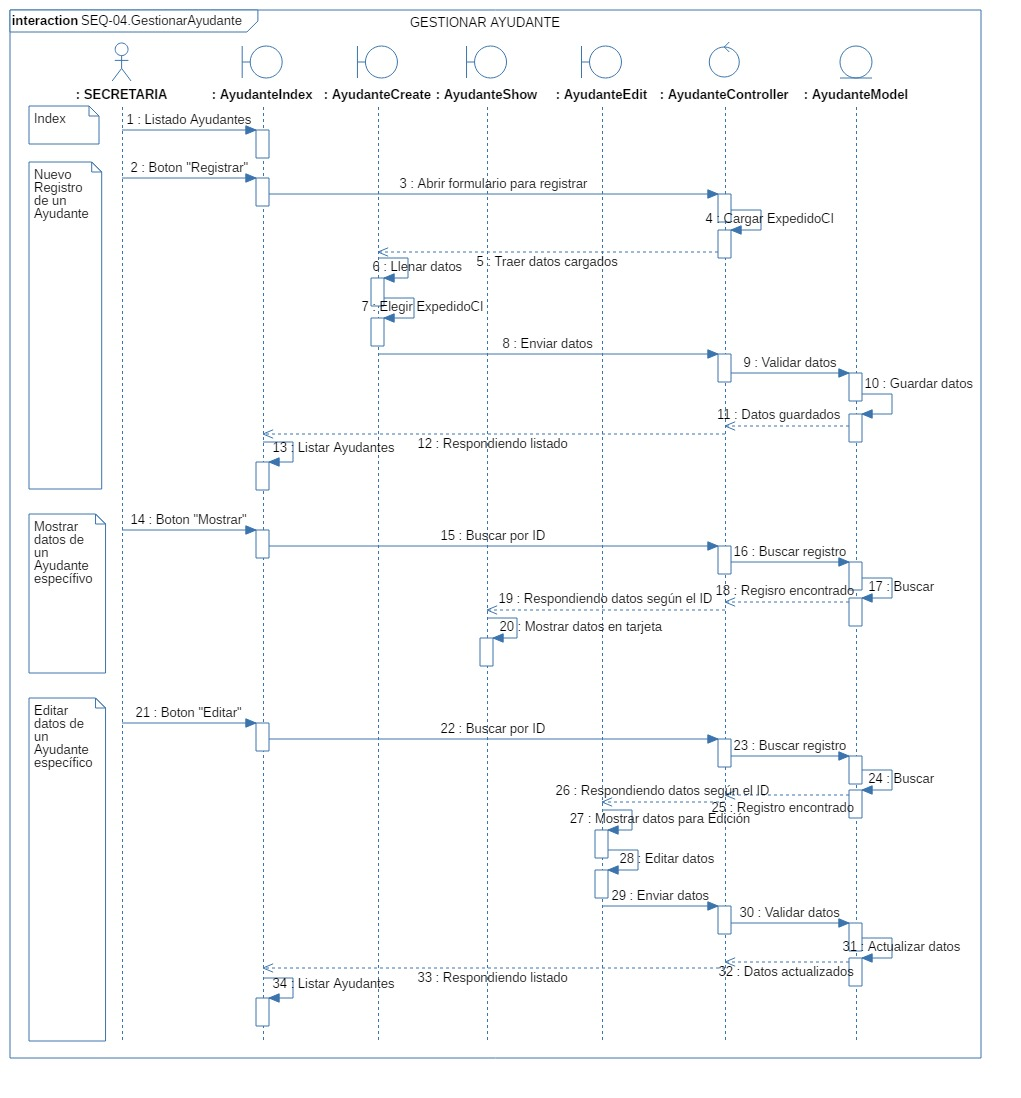 interaction SEQ-04.GestionarAyudante
GESTIONAR AYUDANTE
: SECRETARIA
: AyudanteIndex
: AyudanteCreate
: AyudanteShow
: AyudanteEdit
: AyudanteController
: AyudanteModel
Index
1 : Listado Ayudantes
Nuevo
Registro
de un
Ayudante
2 : Boton "Registrar"
3 : Abrir formulario para registrar
4 : Cargar ExpedidoCI
5 : Traer datos cargados
6 : Llenar datos
7 : Elegir ExpedidoCI
8 : Enviar datos
9 : Validar datos
10 : Guardar datos
11 : Datos guardados
12 : Respondiendo listado
13 : Listar Ayudantes
Mostrar
datos de
un
Ayudante
específivo
14 : Boton "Mostrar"
15 : Buscar por ID
16 : Buscar registro
17 : Buscar
18 : Regisro encontrado
19 : Respondiendo datos según el ID
20 : Mostrar datos en tarjeta
Editar
datos de
un
Ayudante
específico
21 : Boton "Editar"
22 : Buscar por ID
23 : Buscar registro
24 : Buscar
26 : Respondiendo datos según el ID
25 : Registro encontrado
27 : Mostrar datos para Edición
28 : Editar datos
29 : Enviar datos
30 : Validar datos
31 : Actualizar datos
32 : Datos actualizados
33 : Respondiendo listado
34 : Listar Ayudantes